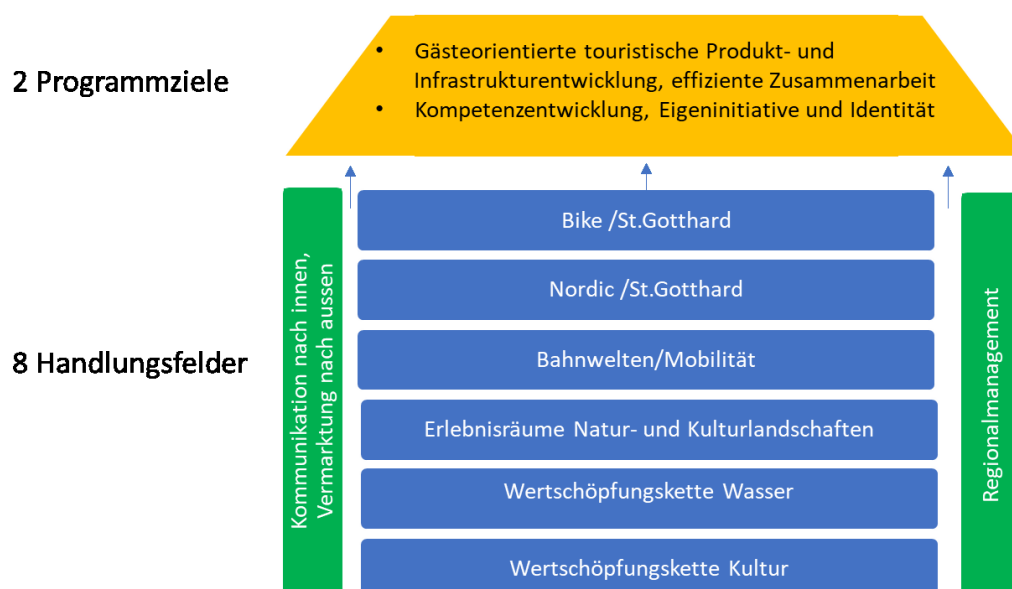 2 Programmziele
• Gästeorientierte touristische Produkt- und
Infrastrukturentwicklung, effiziente Zusammenarbeit
• Kompetenzentwicklung, Eigeninitiative und Identität
8 Handlungsfelder
Kommunikation nach innen,
Vermarktung nach aussen
Bike /St.Gotthard
Nordic /St.Gotthard
Bahnwelten/Mobilität
Erlebnisräume Natur- und Kulturlandschaften
Wertschöpfungskette Wasser
Wertschöpfungskette Kultur
Regionalmanagement